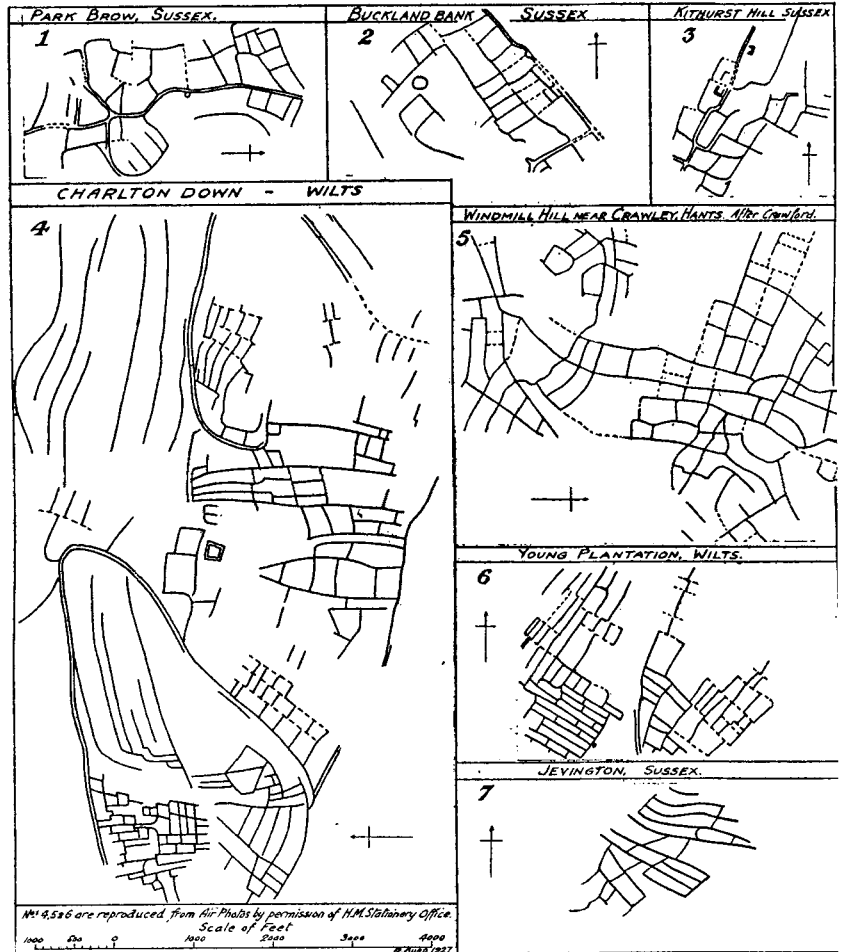 PARK BROW, SUSSEX.
1
BUCKLAND BANK SUSSEX
2
KITHURST HILL SUSSEX
3
CHARLTON DOWN - WILTS
4
WINDMILL HILL NEAR CRAWLEY, HANTS. After Crawford.
5
YOUNG PLANTATION, WILTS.
6
JEVINGTON, SUSSEX.
7
Nos 4, 5 & 6 are reproduced from Air Photos by permission of H.M. Stationery Office.
Scale of Feet
1000 500 0 1000 2000 3000 4000
1927